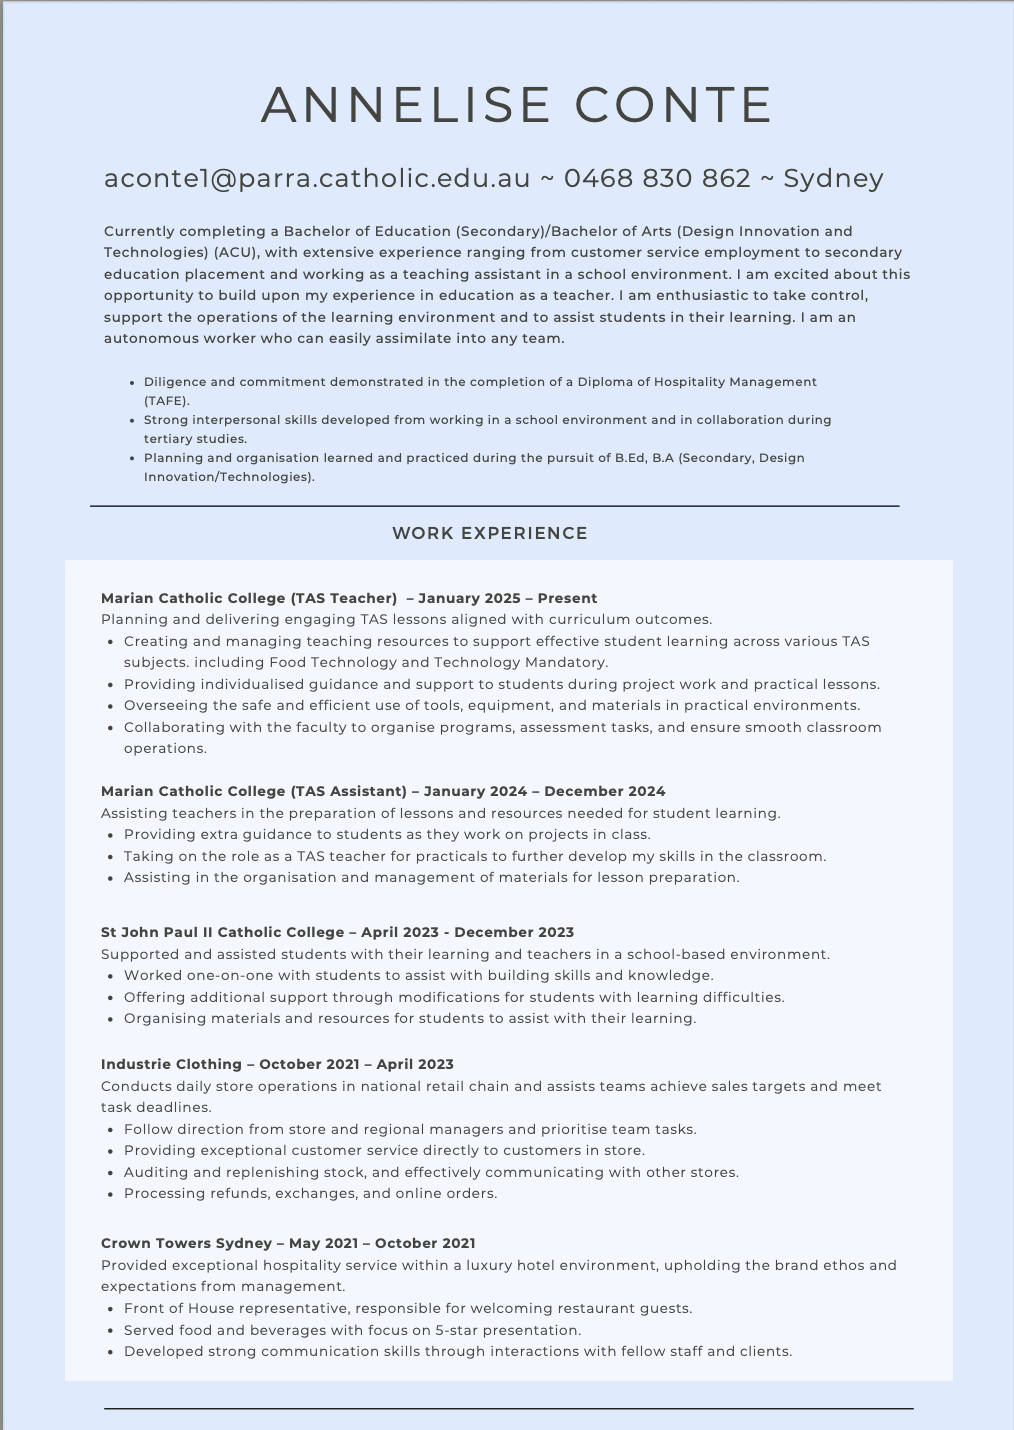 ANNELISE CONTE
aconte1@parra.catholic.edu.au ~ 0468 830 862 ~ Sydney
Currently completing a Bachelor of Education (Secondary)/Bachelor of Arts (Design Innovation and
Technologies) (ACU), with extensive experience ranging from customer service employment to secondary
education placement and working as a teaching assistant in a school environment. I am excited about this
opportunity to build upon my experience in education as a teacher. I am enthusiastic to take control,
support the operations of the learning environment and to assist students in their learning. I am an
autonomous worker who can easily assimilate into any team.
• Diligence and commitment demonstrated in the completion of a Diploma of Hospitality Management
(TAFE).
• Strong interpersonal skills developed from working in a school environment and in collaboration during
tertiary studies.
• Planning and organisation learned and practiced during the pursuit of B.Ed, B.A (Secondary, Design
Innovation/Technologies).
WORK EXPERIENCE
Marian Catholic College (TAS Teacher) – January 2025 – Present
Planning and delivering engaging TAS lessons aligned with curriculum outcomes.
• Creating and managing teaching resources to support effective student learning across various TAS
subjects. including Food Technology and Technology Mandatory.
• Providing individualised guidance and support to students during project work and practical lessons.
• Overseeing the safe and efficient use of tools, equipment, and materials in practical environments.
• Collaborating with the faculty to organise programs, assessment tasks, and ensure smooth classroom
operations.
Marian Catholic College (TAS Assistant) – January 2024 – December 2024
Assisting teachers in the preparation of lessons and resources needed for student learning.
• Providing extra guidance to students as they work on projects in class.
• Taking on the role as a TAS teacher for practicals to further develop my skills in the classroom.
• Assisting in the organisation and management of materials for lesson preparation.
St John Paul II Catholic College – April 2023 - December 2023
Supported and assisted students with their learning and teachers in a school-based environment.
• Worked one-on-one with students to assist with building skills and knowledge.
• Offering additional support through modifications for students with learning difficulties.
• Organising materials and resources for students to assist with their learning.
Industrie Clothing – October 2021 – April 2023
Conducts daily store operations in national retail chain and assists teams achieve sales targets and meet
task deadlines.
• Follow direction from store and regional managers and prioritise team tasks.
• Providing exceptional customer service directly to customers in store.
• Auditing and replenishing stock, and effectively communicating with other stores.
• Processing refunds, exchanges, and online orders.
Crown Towers Sydney – May 2021 – October 2021
Provided exceptional hospitality service within a luxury hotel environment, upholding the brand ethos and
expectations from management.
• Front of House representative, responsible for welcoming restaurant guests.
• Served food and beverages with focus on 5-star presentation.
• Developed strong communication skills through interactions with fellow staff and clients.